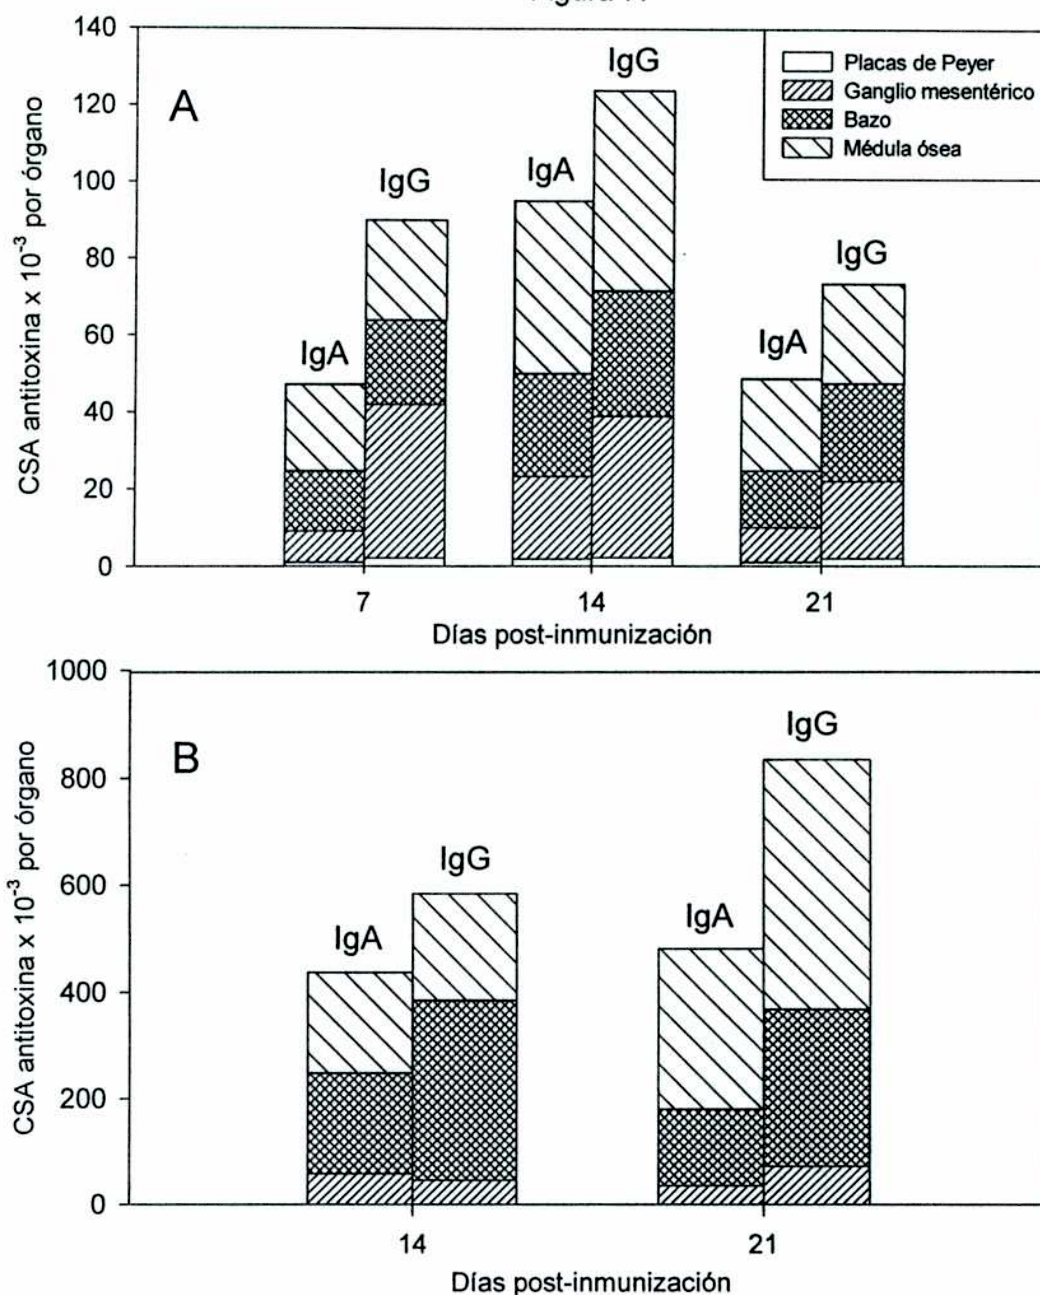 140
120
100
80
60
40
20
0
CSA antitoxina x 10⁻³ por órgano
A
IgA
IgG
IgA
IgG
IgA
IgG
Placas de Peyer
Ganglio mesentérico
Bazo
Médula ósea
7
14
21
Días post-inmunización
1000
800
600
400
200
0
CSA antitoxina x 10⁻³ por órgano
B
IgA
IgG
IgA
IgG
14
21
Días post-inmunización